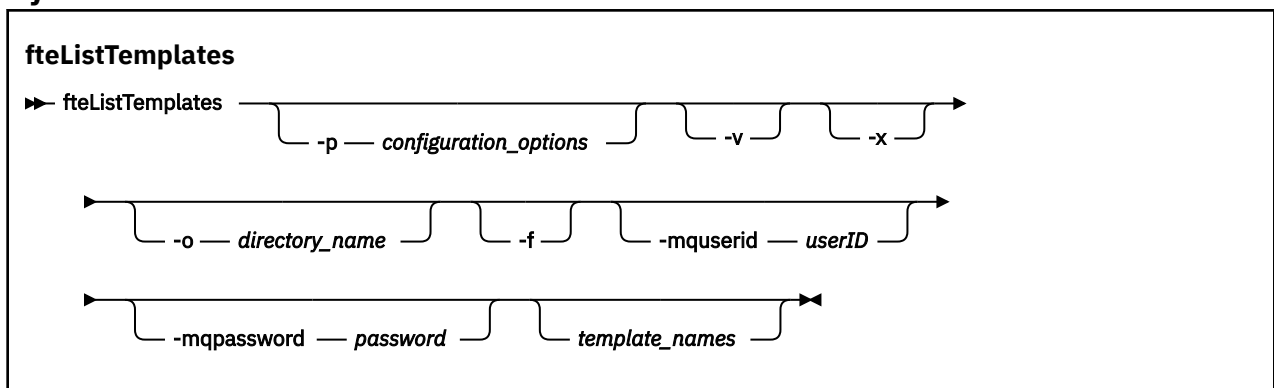 fteListTemplates
fteListTemplates
-p configuration_options -v -x
-o directory_name -f -mquserid userID
-mqpassword password template_names